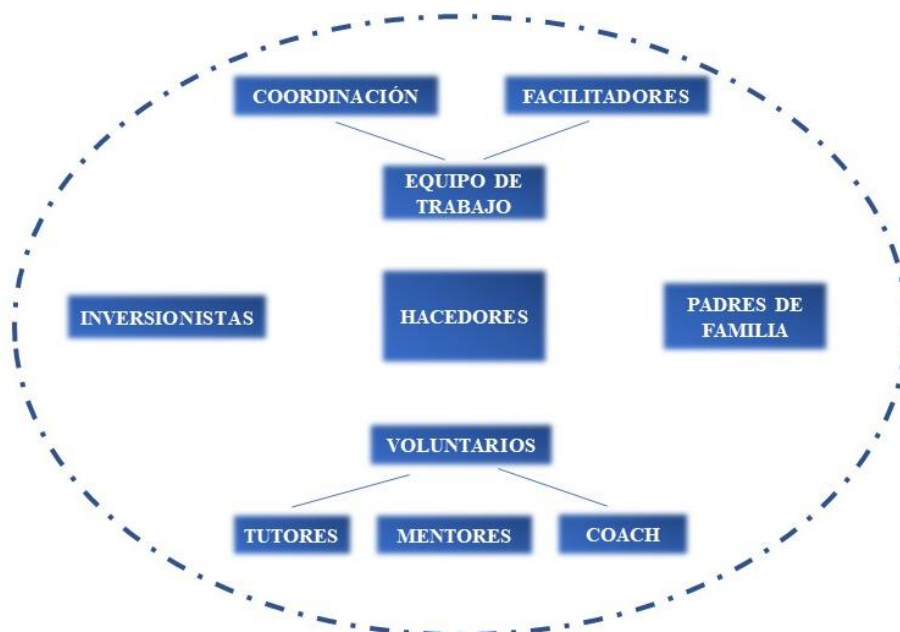 COORDINACIÓN
FACILITADORES
EQUIPO DE
TRABAJO
INVERSIONISTAS
HACEDORES
PADRES DE
FAMILIA
VOLUNTARIOS
TUTORES
MENTORES
COACH